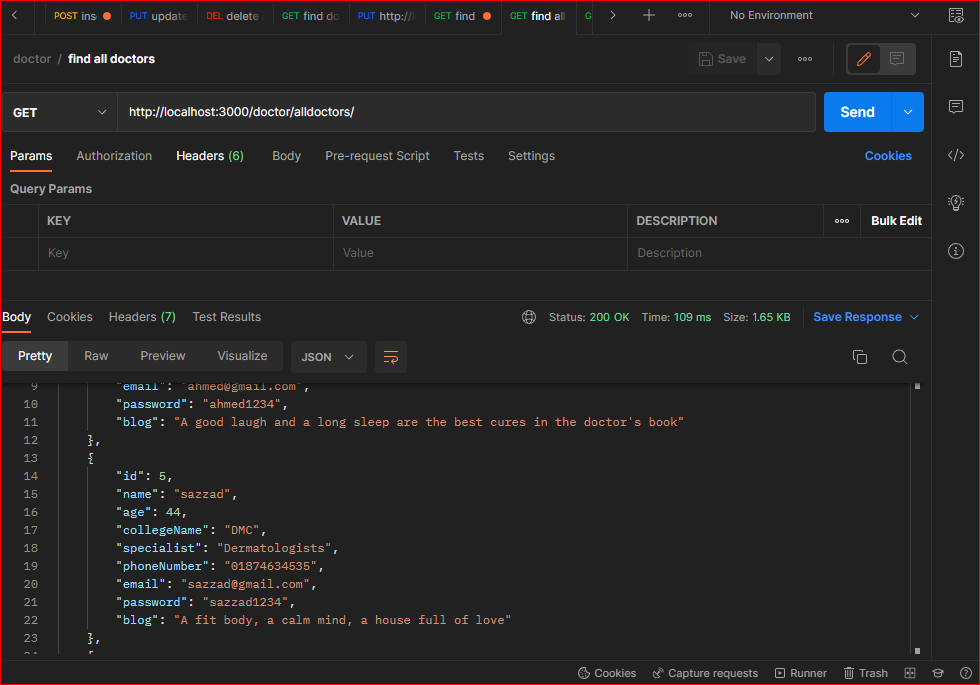 POST ins PUT update DEL delete GET find do PUT http://l GET find GET find all G No Environment
doctor / find all doctors Save
GET http://localhost:3000/doctor/alldoctors/ Send
Params Authorization Headers (6) Body Pre-request Script Tests Settings Cookies
Query Params
KEY VALUE DESCRIPTION Bulk Edit
Key Value Description
Body Cookies Headers (7) Test Results Status: 200 OK Time: 109 ms Size: 1.65 KB Save Response
Pretty Raw Preview Visualize JSON
9 "email": "ahmed@gmail.com",
10 "password": "ahmed1234",
11 "blog": "A good laugh and a long sleep are the best cures in the doctor's book"
12 },
13 {
14 "id": 5,
15 "name": "sazzad",
16 "age": 44,
17 "collegeName": "DMC",
18 "specialist": "Dermatologists",
19 "phoneNumber": "01874634535",
20 "email": "sazzad@gmail.com",
21 "password": "sazzad1234",
22 "blog": "A fit body, a calm mind, a house full of love"
23 },
Cookies Capture requests Runner Trash